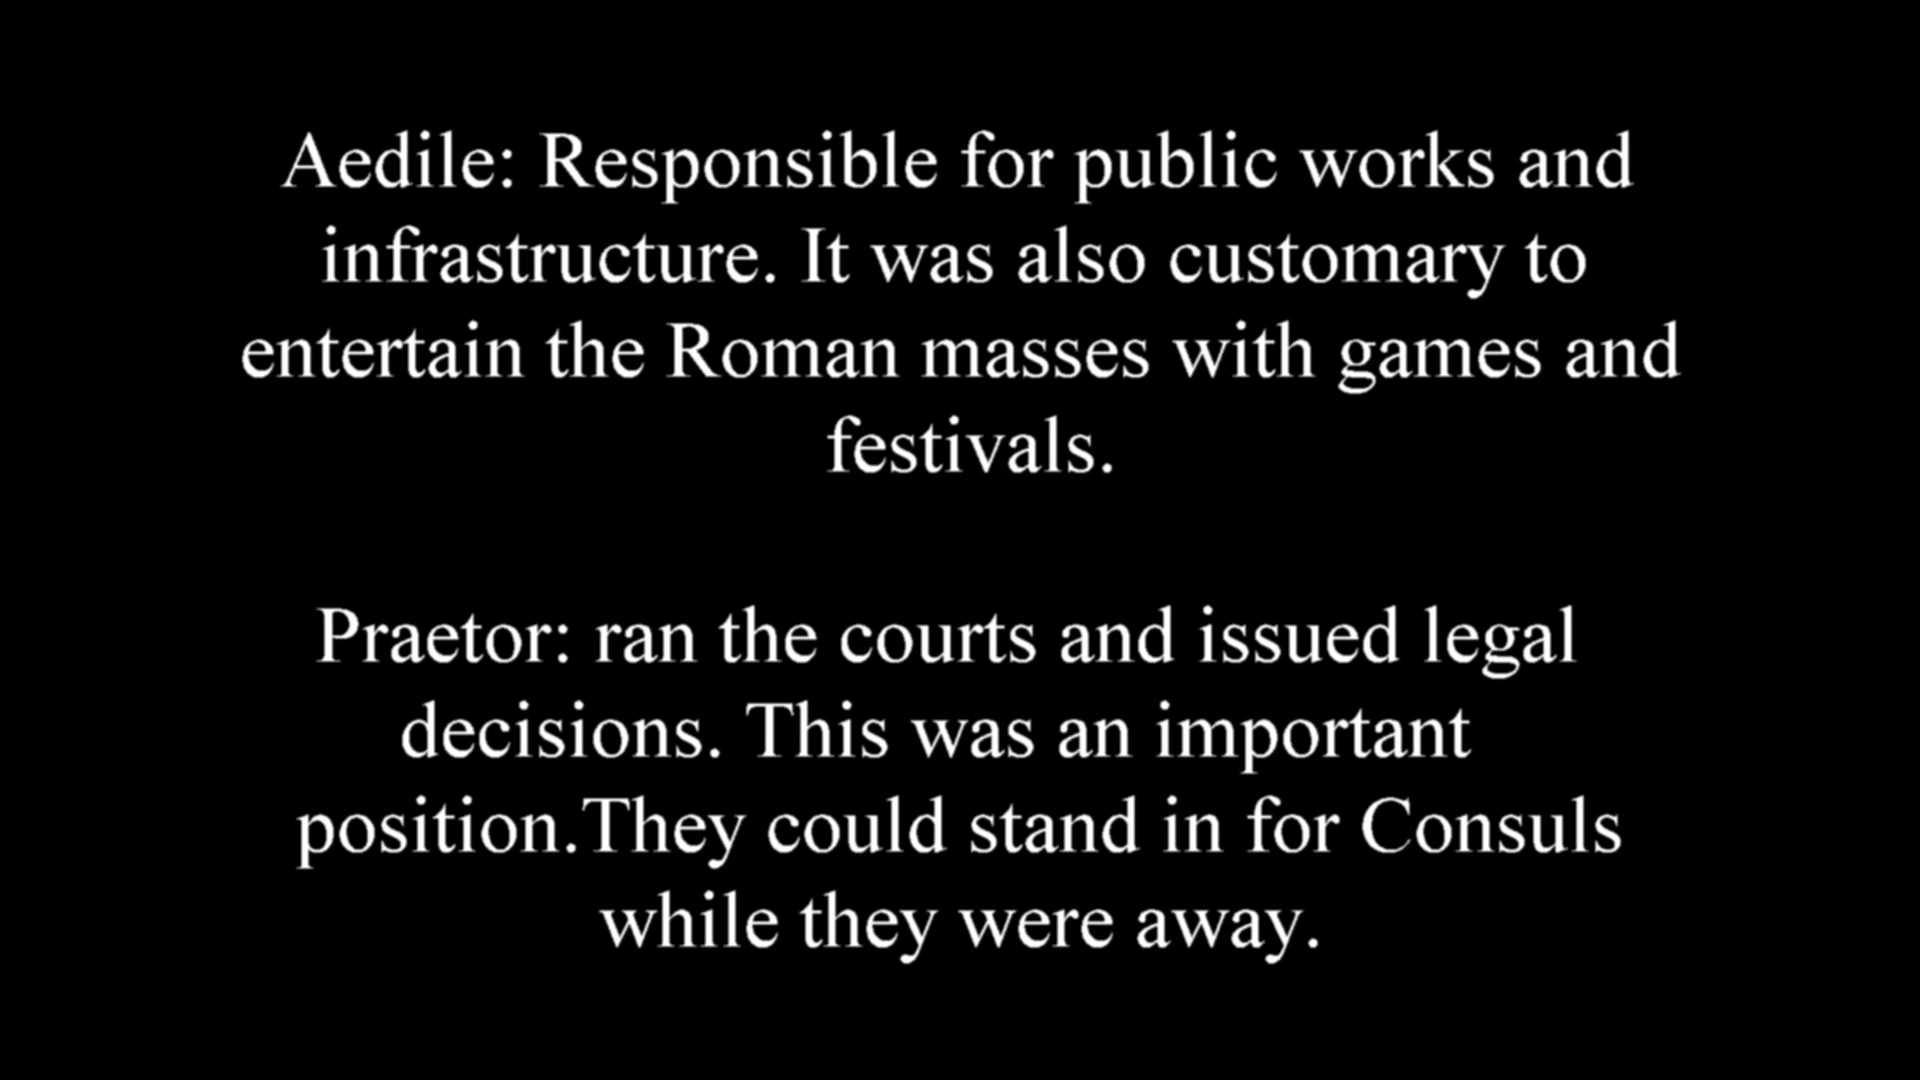 Aedile: Responsible for public works and
infrastructure. It was also customary to
entertain the Roman masses with games and
festivals.
Praetor: ran the courts and issued legal
decisions. This was an important
position.They could stand in for Consuls
while they were away.